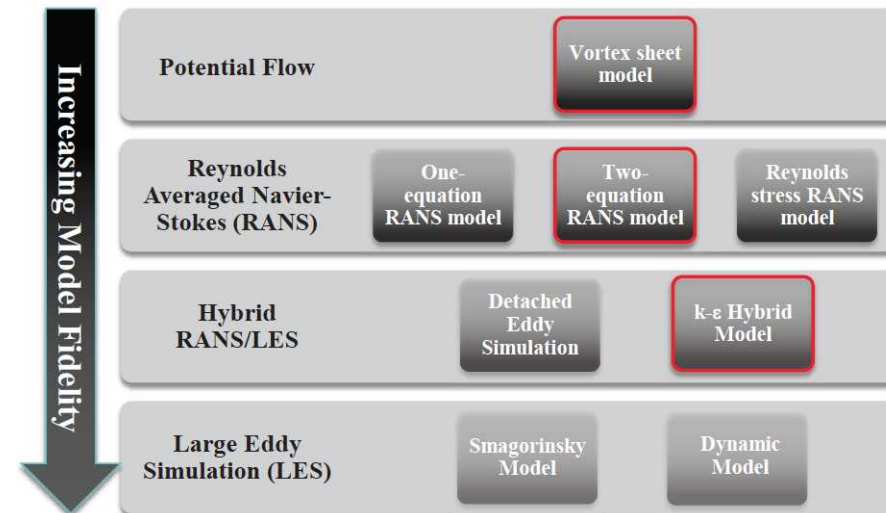 Increasing Model Fidelity
Potential Flow
Vortex sheet
model
Reynolds
Averaged Navier-
Stokes (RANS)
One-
equation
RANS model
Two-
equation
RANS model
Reynolds
stress RANS
model
Hybrid
RANS/LES
Detached
Eddy
Simulation
k-ε Hybrid
Model
Large Eddy
Simulation (LES)
Smagorinsky
Model
Dynamic
Model